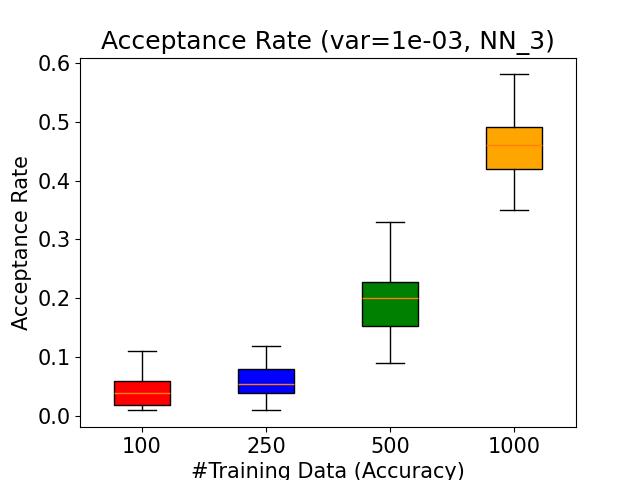 Acceptance Rate (var=1e-03, NN_3)
Acceptance Rate
0.6
0.5
0.4
0.3
0.2
0.1
0.0
100 250 500 1000
#Training Data (Accuracy)